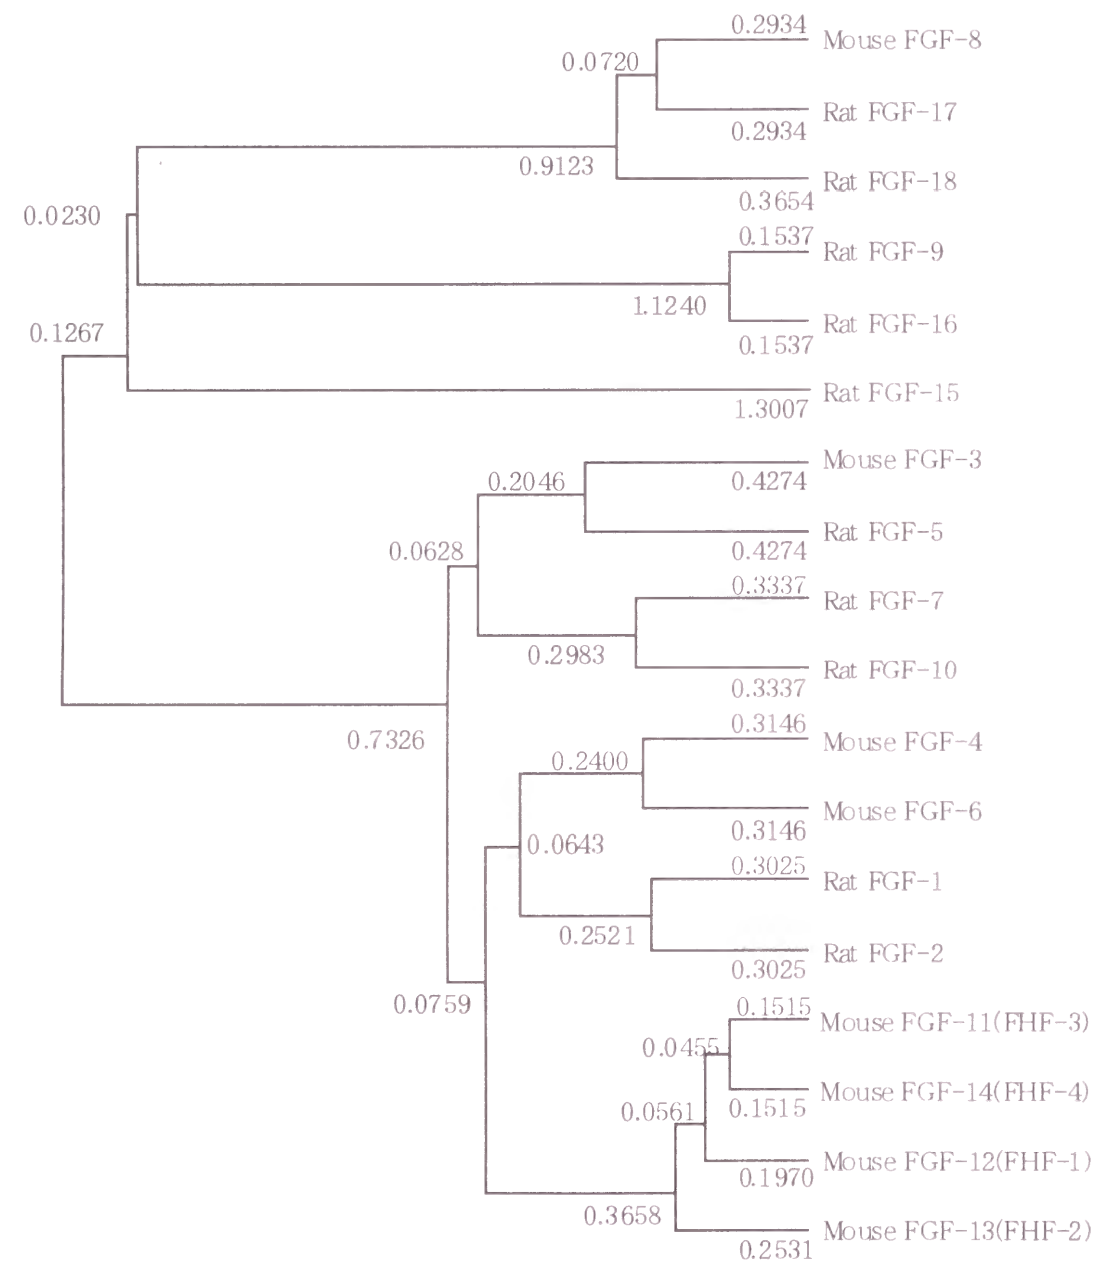 0.2934
Mouse FGF-8
0.0720
Rat FGF-17
0.2934
0.9123
Rat FGF-18
0.3654
0.0230
0.1537
Rat FGF-9
1.1240
Rat FGF-16
0.1537
0.1267
Rat FGF-15
1.3007
Mouse FGF-3
0.2046
0.4274
Rat FGF-5
0.0628
0.4274
0.3337
Rat FGF-7
0.2983
Rat FGF-10
0.3337
0.3146
0.7326
Mouse FGF-4
0.2400
Mouse FGF-6
0.3146
0.0643
0.3025
Rat FGF-1
0.2521
Rat FGF-2
0.3025
0.0759
0.1515
Mouse FGF-11(FHF-3)
0.0455
Mouse FGF-14(FHF-4)
0.1515
0.0561
Mouse FGF-12(FHF-1)
0.1970
0.3658
Mouse FGF-13(FHF-2)
0.2531